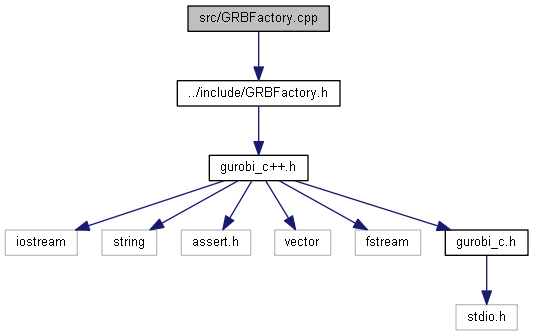 src/GRBFactory.cpp
../include/GRBFactory.h
gurobi_c++.h
iostream
string
assert.h
vector
fstream
gurobi_c.h
stdio.h